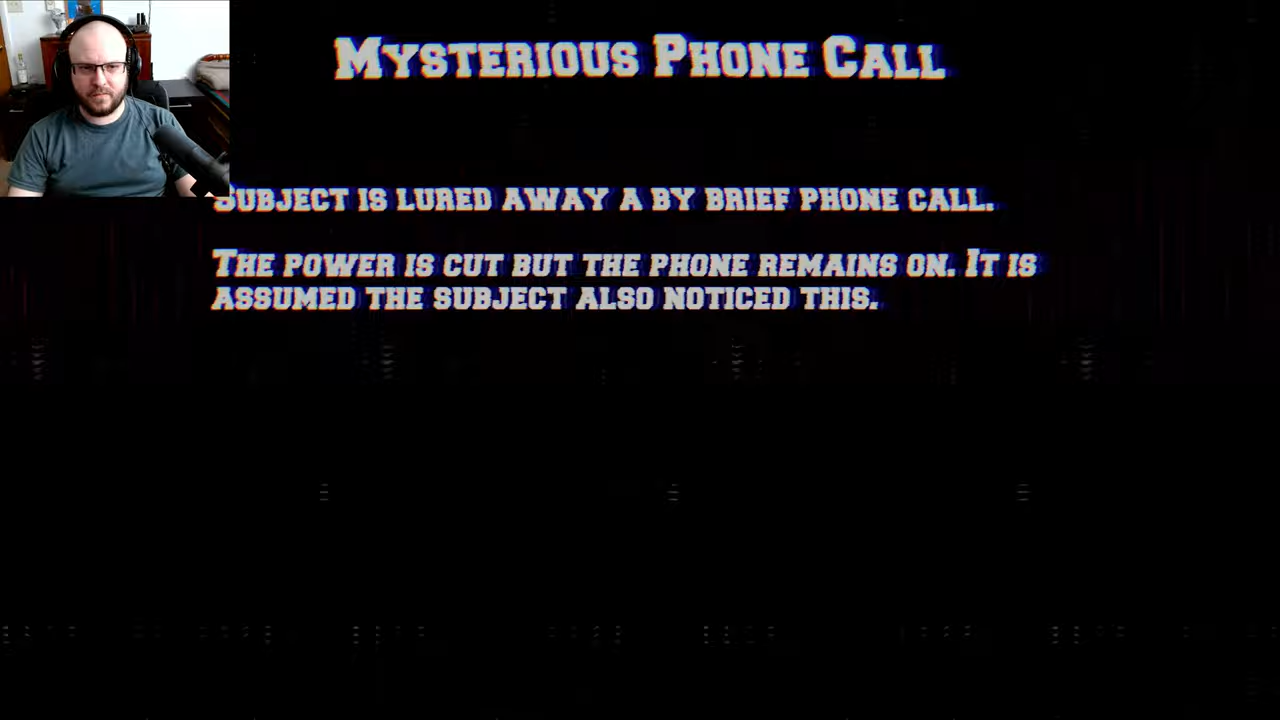 Mysterious Phone Call
Subject is lured away a by brief phone call.
The power is cut but the phone remains on. It is
assumed the subject also noticed this.